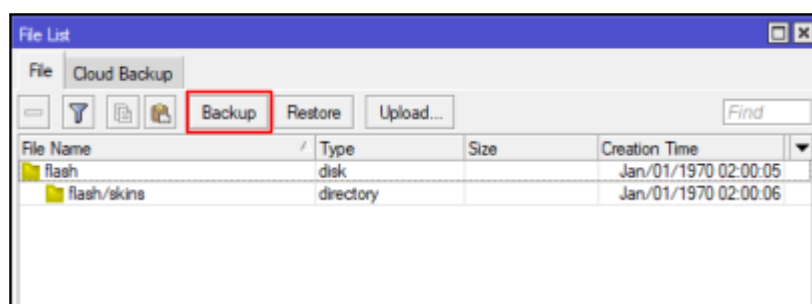 File List
File Cloud Backup
Backup Restore Upload... Find
File Name / Type Size Creation Time
flash disk Jan/01/1970 02:00:05
flash/skins directory Jan/01/1970 02:00:06